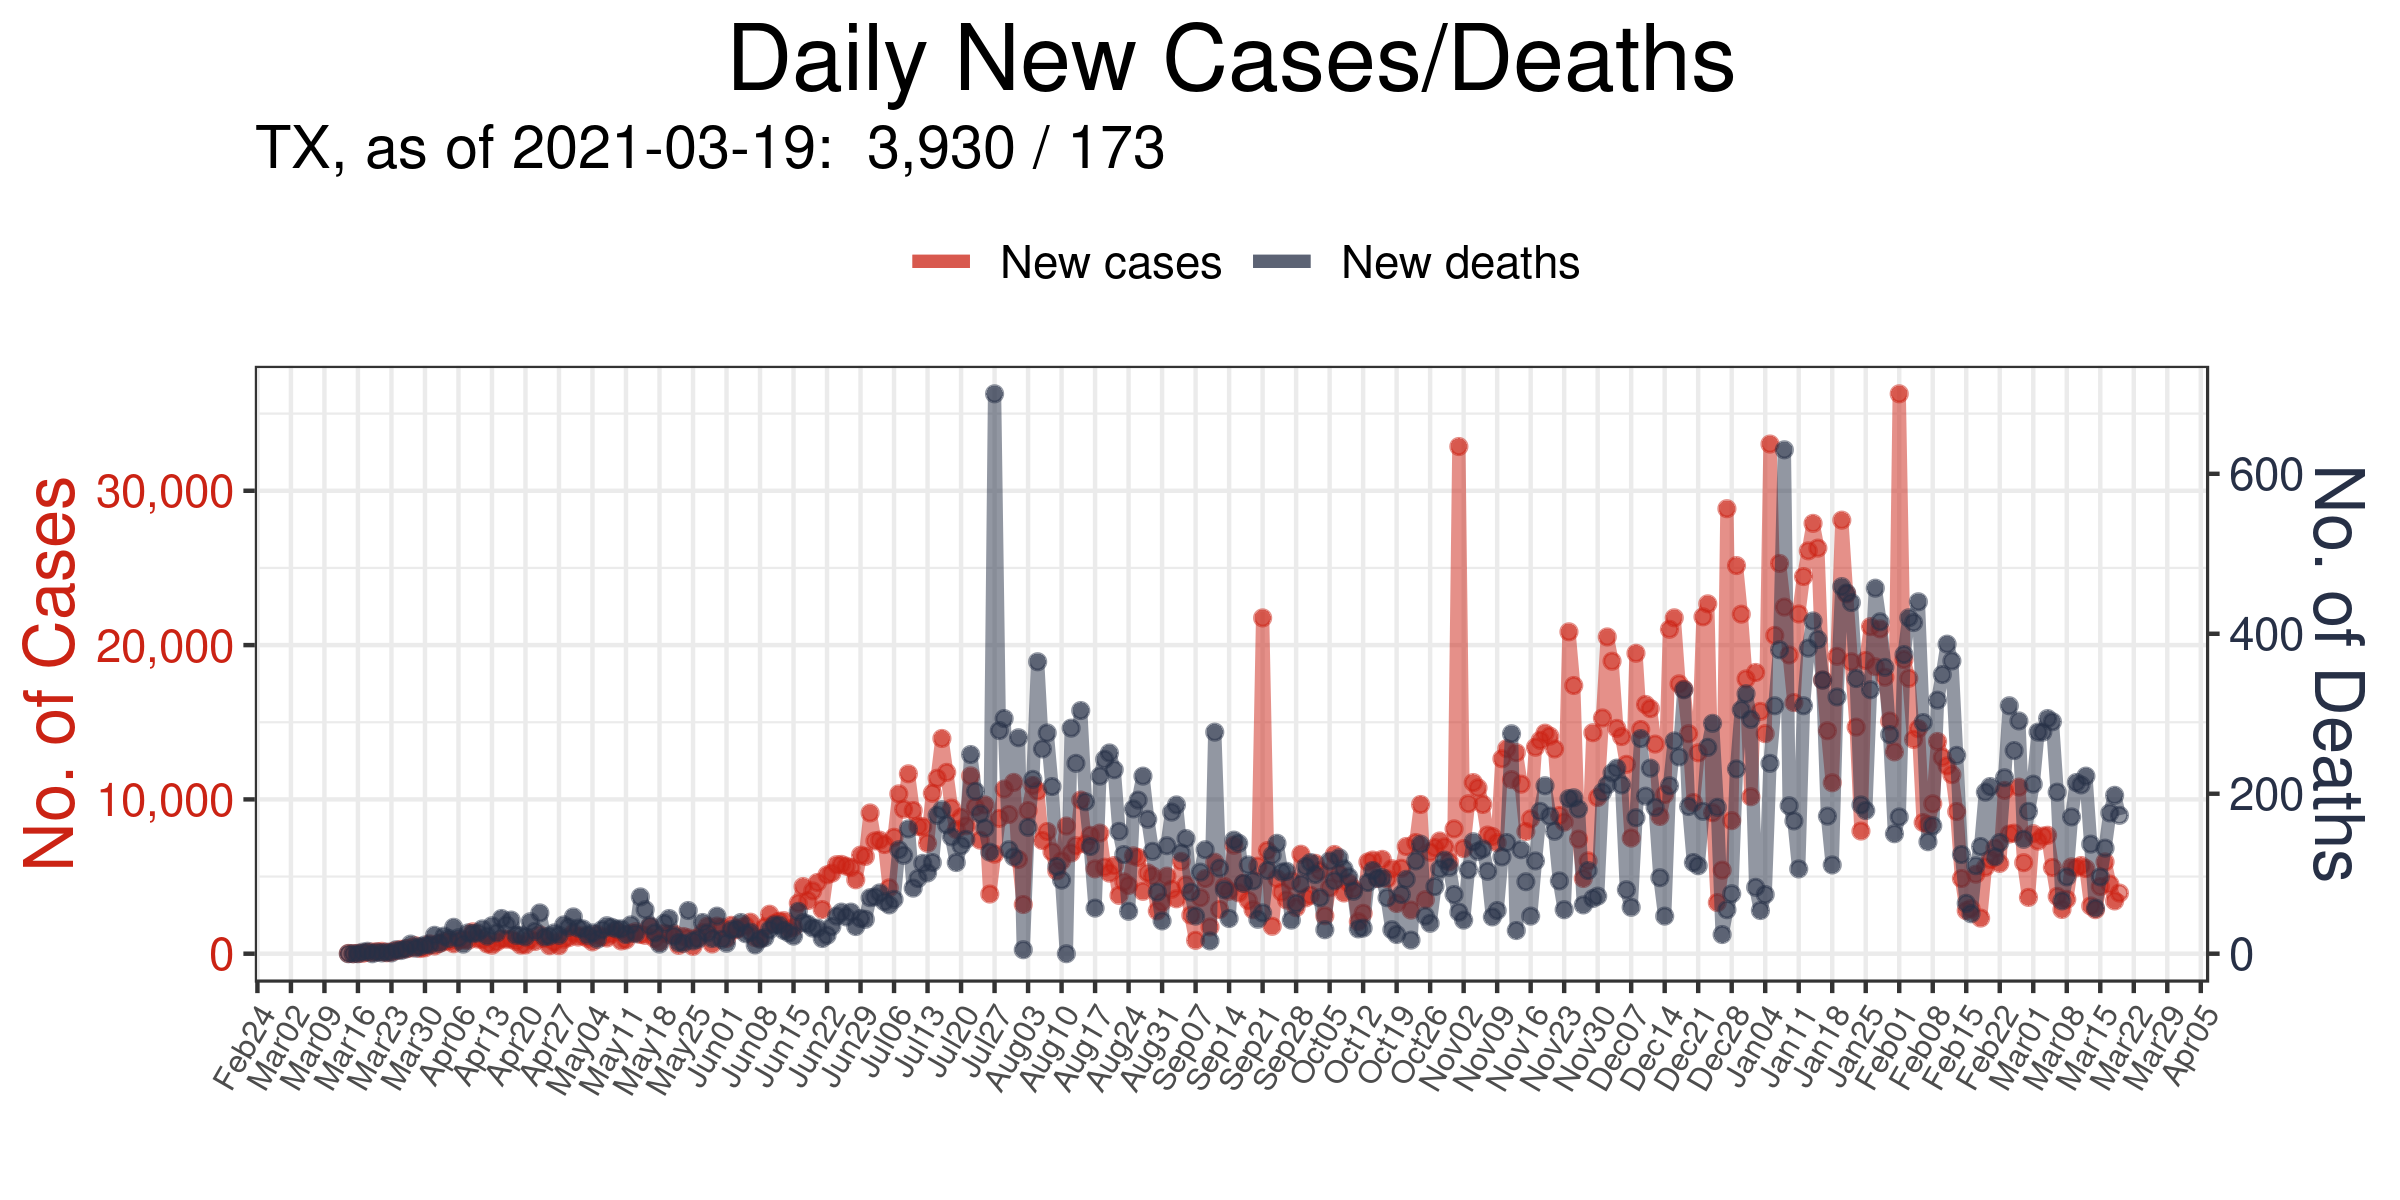 Daily New Cases/Deaths
TX, as of 2021-03-19: 3,930 / 173
New cases
New deaths
No. of Cases
30,000
20,000
10,000
0
600
400
200
0
No. of Deaths
Feb24
Mar02
Mar09
Mar16
Mar23
Mar30
Apr06
Apr13
Apr20
Apr27
May04
May11
May18
May25
Jun01
Jun08
Jun15
Jun22
Jun29
Jul06
Jul13
Jul20
Jul27
Aug03
Aug10
Aug17
Aug24
Aug31
Sep07
Sep14
Sep21
Sep28
Oct05
Oct12
Oct19
Oct26
Nov02
Nov09
Nov16
Nov23
Nov30
Dec07
Dec14
Dec21
Dec28
Jan04
Jan11
Jan18
Jan25
Feb01
Feb08
Feb15
Feb22
Mar01
Mar08
Mar15
Mar22
Mar29
Apr05